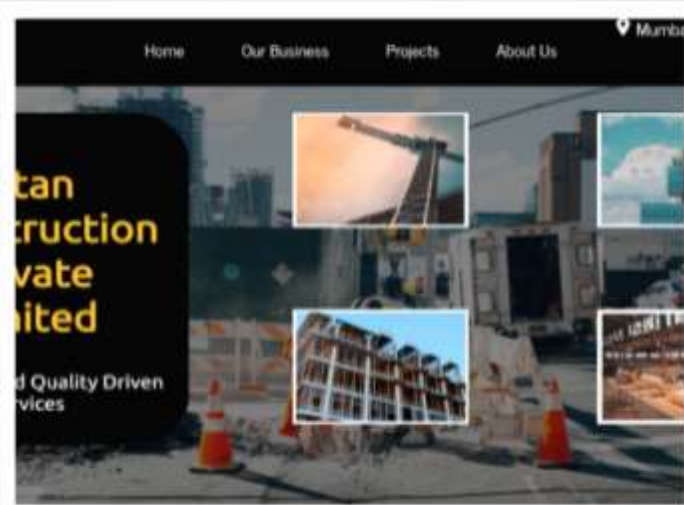 Home Our Business Projects About Us
Mumba
tan
truction
vate
ited
d Quality Driven
rvices